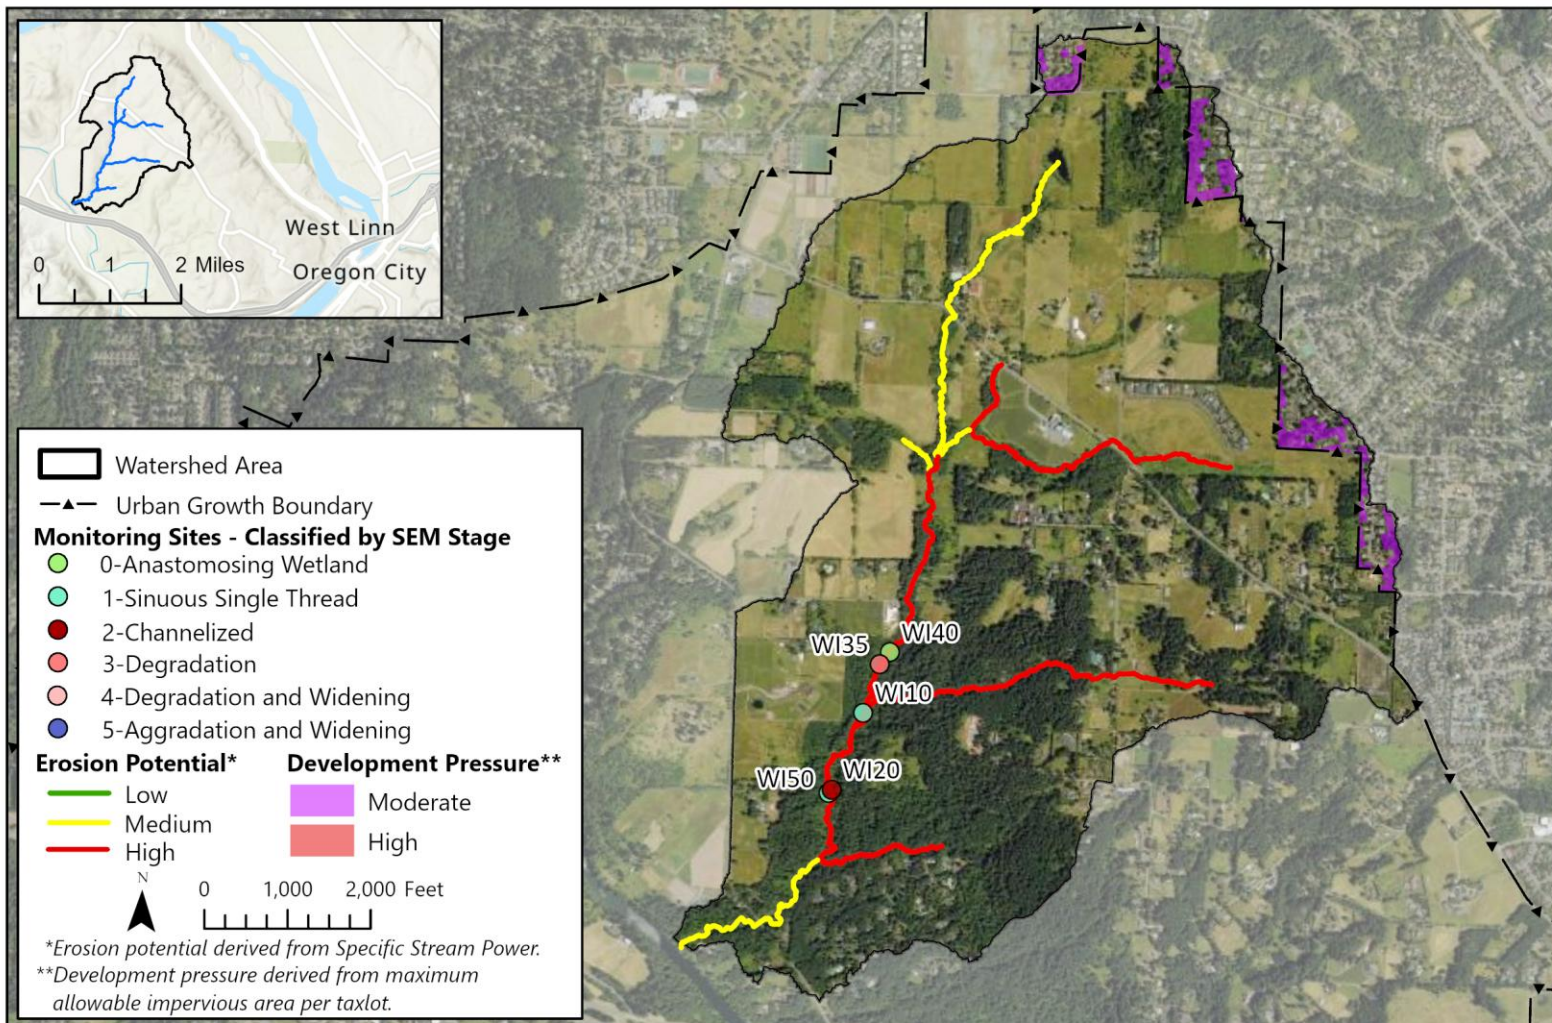 West Linn
Oregon City
0 1 2 Miles
Watershed Area
Urban Growth Boundary
Monitoring Sites - Classified by SEM Stage
0-Anastomosing Wetland
1-Sinuous Single Thread
2-Channelized
3-Degradation
4-Degradation and Widening
5-Aggradation and Widening
Erosion Potential* Development Pressure**
Low
Medium
High
Moderate
High
N
0 1,000 2,000 Feet
*Erosion potential derived from Specific Stream Power.
**Development pressure derived from maximum
allowable impervious area per taxlot.
WI40
WI35
WI10
WI20
WI50